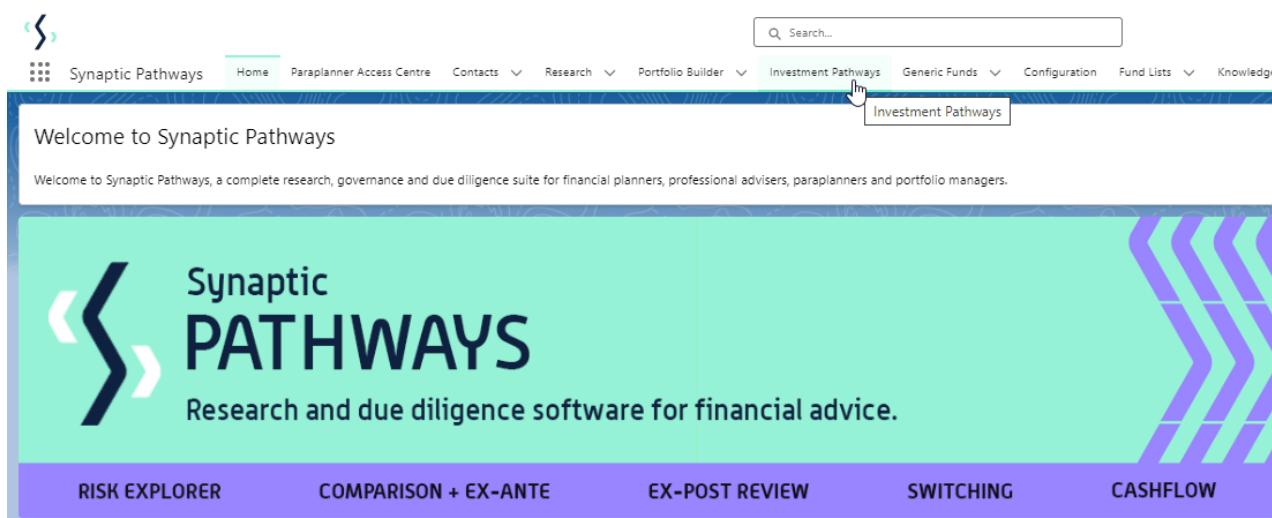 Search...
Synaptic Pathways Home Paraplanner Access Centre Contacts Research Portfolio Builder Investment Pathways Generic Funds Configuration Fund Lists Knowledge
Investment Pathways
Welcome to Synaptic Pathways
Welcome to Synaptic Pathways, a complete research, governance and due diligence suite for financial planners, professional advisers, paraplanners and portfolio managers.
Synaptic
PATHWAYS
Research and due diligence software for financial advice.
RISK EXPLORER COMPARISON + EX-ANTE EX-POST REVIEW SWITCHING CASHFLOW